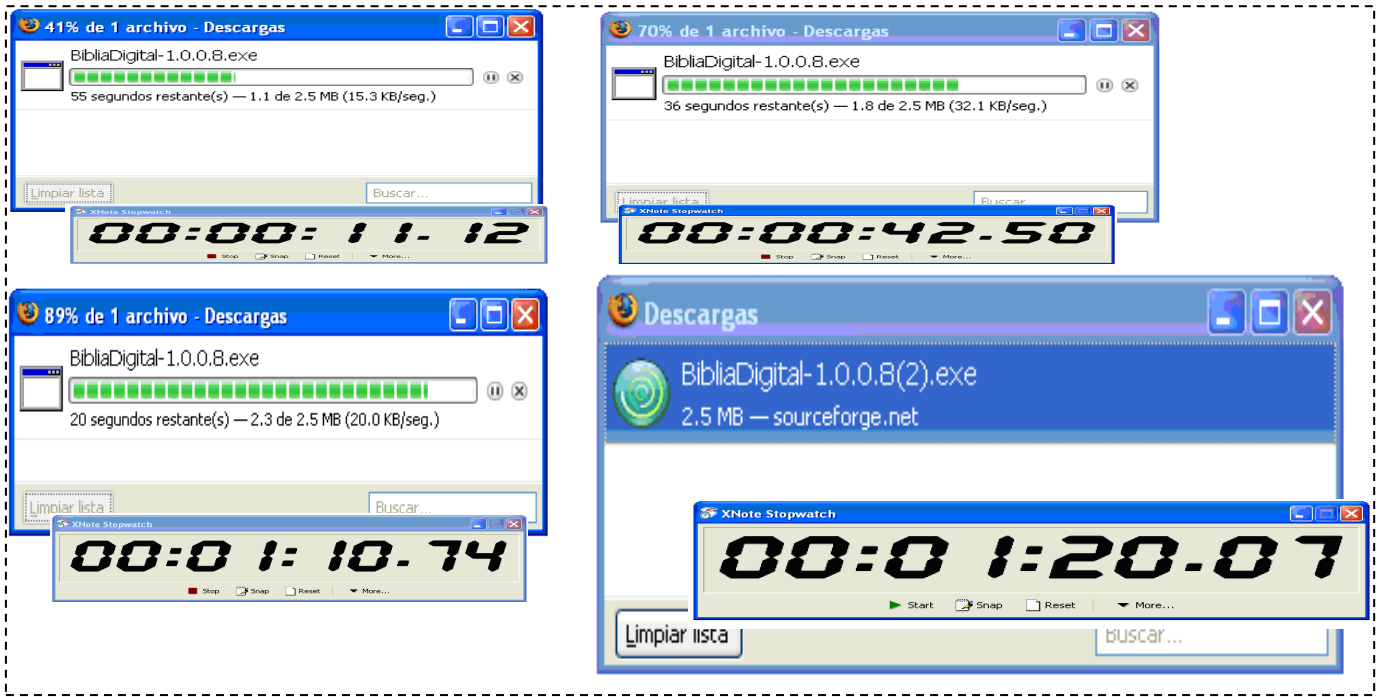 41% de 1 archivo - Descargas
BibliaDigital-1.0.0.8.exe
55 segundos restante(s) — 1.1 de 2.5 MB (15.3 KB/seg.)
Limpiar lista
Buscar...
XNote Stopwatch
00:00:11.12
Stop Snap Reset More...
70% de 1 archivo - Descargas
BibliaDigital-1.0.0.8.exe
36 segundos restante(s) — 1.8 de 2.5 MB (32.1 KB/seg.)
Limpiar lista
Buscar...
XNote Stopwatch
00:00:42.50
Stop Snap Reset More...
89% de 1 archivo - Descargas
BibliaDigital-1.0.0.8.exe
20 segundos restante(s) — 2.3 de 2.5 MB (20.0 KB/seg.)
Limpiar lista
Buscar...
XNote Stopwatch
00:01:10.74
Stop Snap Reset More...
Descargas
BibliaDigital-1.0.0.8(2).exe
2.5 MB — sourceforge.net
XNote Stopwatch
00:01:20.07
Start Snap Reset More...
Limpiar lista
Buscar...